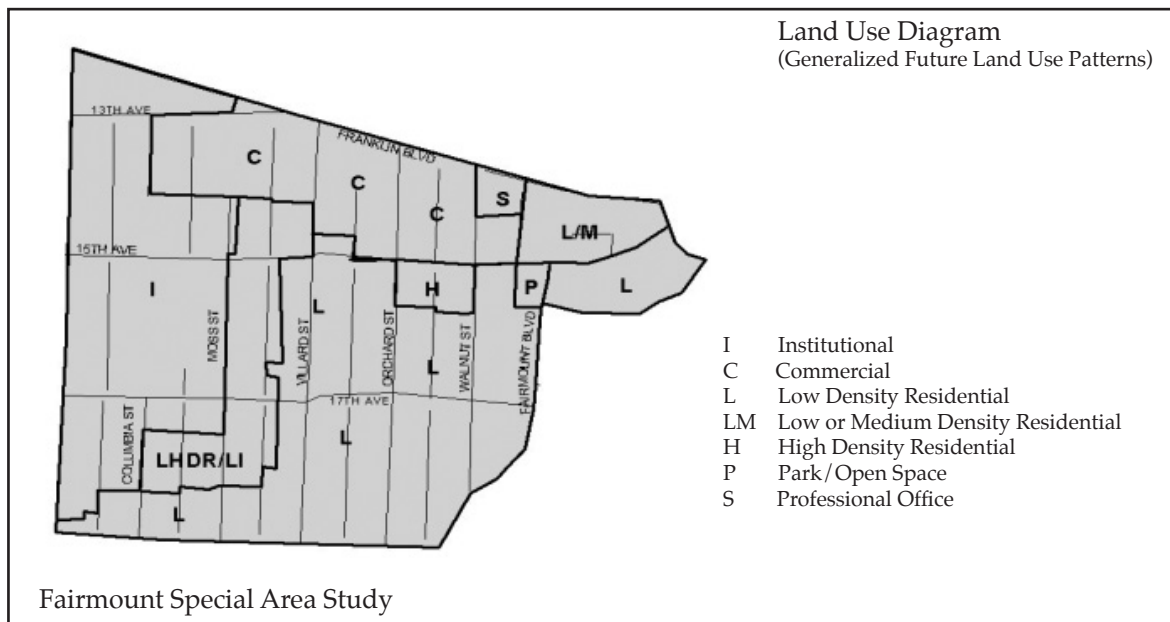 Land Use Diagram
(Generalized Future Land Use Patterns)
13TH AVE
FRANKLIN BLVD
C
C
C
S
L/M
15TH AVE
I
L
H
P
L
MOSS ST
VILLARD ST
ORCHARD ST
WALNUT ST
FAIRMOUNT BLVD
L
17TH AVE
COLUMBIA ST
L
LHDR/LI
L
I Institutional
C Commercial
L Low Density Residential
LM Low or Medium Density Residential
H High Density Residential
P Park/Open Space
S Professional Office
Fairmount Special Area Study